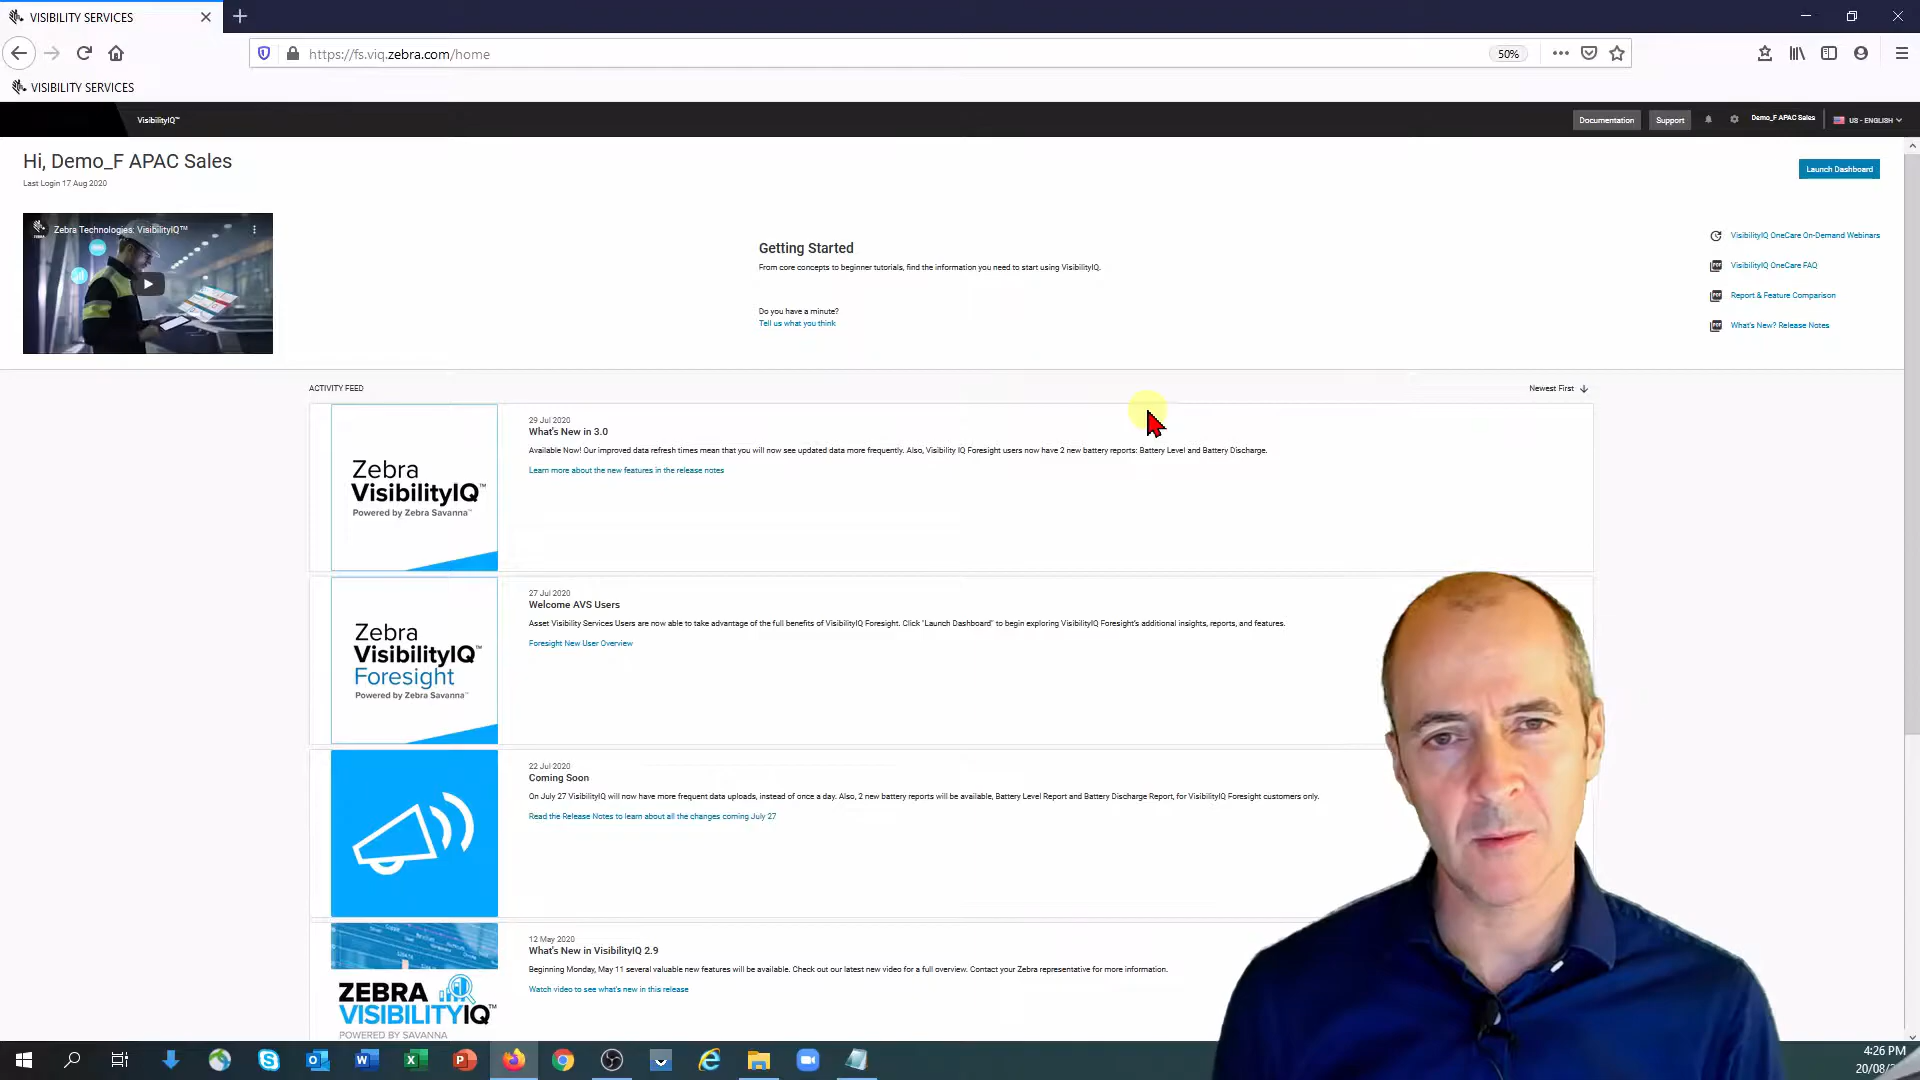 VISIBILITY SERVICES
https://fs.viq.zebra.com/home
50%
VISIBILITY SERVICES
VisibilityIQ™
Documentation
Support
Demo_F APAC Sales
US - ENGLISH
Hi, Demo_F APAC Sales
Last Login 17 Aug 2020
Launch Dashboard
Zebra Technologies: VisibilityIQ™
Getting Started
From core concepts to beginner tutorials, find the information you need to start using VisibilityIQ.
Do you have a minute?
Tell us what you think
VisibilityIQ OneCare On-Demand Webinars
VisibilityIQ OneCare FAQ
Report & Feature Comparison
What's New? Release Notes
ACTIVITY FEED
Newest First
Zebra
VisibilityIQ™
Powered by Zebra Savanna™
29 Jul 2020
What's New in 3.0
Available Now! Our improved data refresh times mean that you will now see updated data more frequently. Also, Visibility IQ Foresight users now have 2 new battery reports: Battery Level and Battery Discharge.
Learn more about the new features in the release notes
Zebra
VisibilityIQ™
Foresight
Powered by Zebra Savanna™
27 Jul 2020
Welcome AVS Users
Asset Visibility Services Users are now able to take advantage of the full benefits of VisibilityIQ Foresight. Click "Launch Dashboard" to begin exploring VisibilityIQ Foresight's additional insights, reports, and features.
Foresight New User Overview
22 Jul 2020
Coming Soon
On July 27 VisibilityIQ will now have more frequent data uploads, instead of once a day. Also, 2 new battery reports will be available, Battery Level Report and Battery Discharge Report, for VisibilityIQ Foresight customers only.
Read the Release Notes to learn about all the changes coming July 27
ZEBRA
VISIBILITYIQ™
POWERED BY SAVANNA
12 May 2020
What's New in VisibilityIQ 2.9
Beginning Monday, May 11 several valuable new features will be available. Check out our latest new video for a full overview. Contact your Zebra representative for more information.
Watch video to see what's new in this release
4:26 PM
20/08/